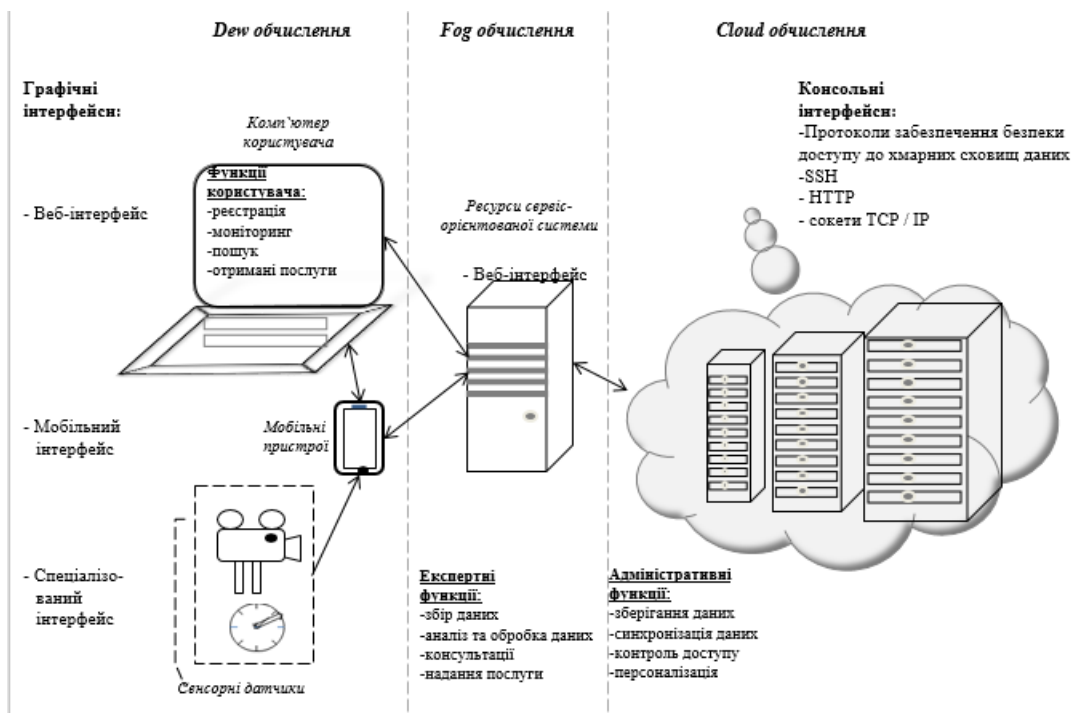 Dew обчислення
Fog обчислення
Cloud обчислення
Графічні
інтерфейси:
- Веб-інтерфейс
- Мобільний
інтерфейс
- Спеціалізо-
ваний
інтерфейс
Комп`ютер
користувача
Функції
користувача:
-реєстрація
-моніторинг
-пошук
-отримані послуги
Мобільні
пристрої
Сенсорні датчики
Ресурси сервіс-
орієнтованої системи
- Веб-інтерфейс
Експертні
функції:
-збір даних
-аналіз та обробка даних
-консультації
-надання послуги
Консольні
інтерфейси:
-Протоколи забезпечення безпеки
доступу до хмарних сховищ даних
-SSH
- HTTP
- сокети TCP / IP
Адміністративні
функції:
-зберігання даних
-синхронізація даних
-контроль доступу
-персоналізація